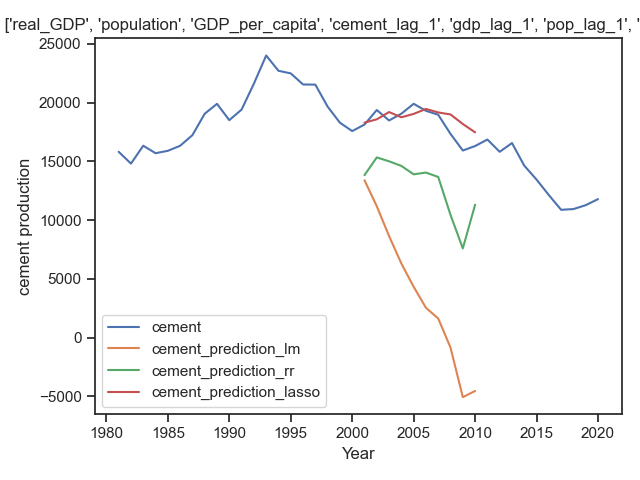 ['real_GDP', 'population', 'GDP_per_capita', 'cement_lag_1', 'gdp_lag_1', 'pop_lag_1', '
25000
20000
15000
10000
5000
0
−5000
cement production
cement
cement_prediction_lm
cement_prediction_rr
cement_prediction_lasso
1980 1985 1990 1995 2000 2005 2010 2015 2020
Year